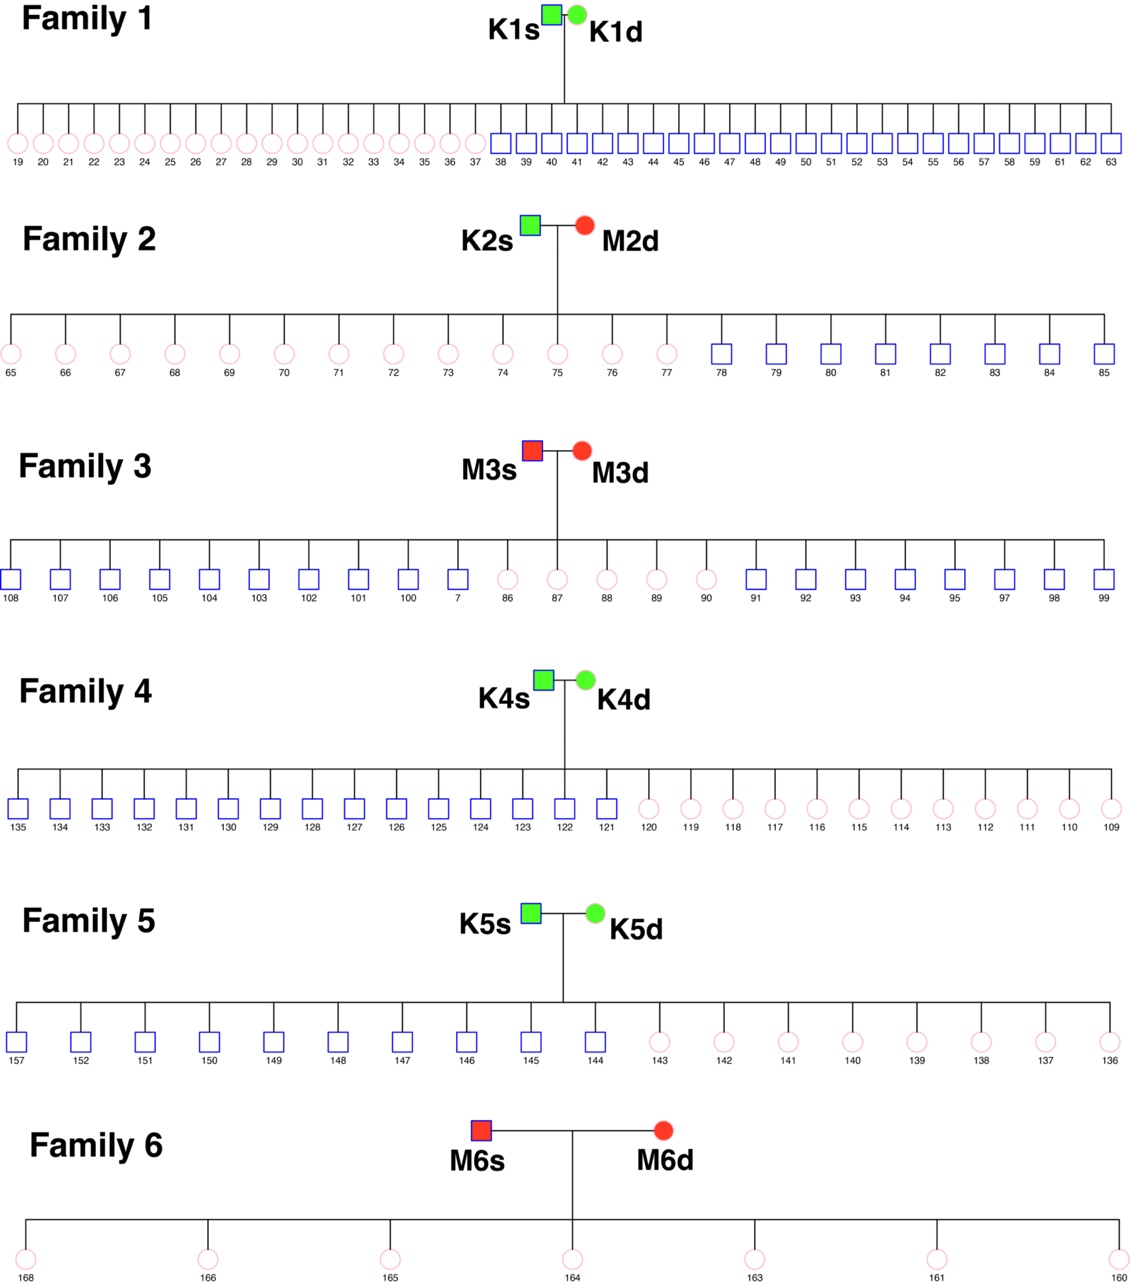 Family 1
K1s K1d
19 20 21 22 23 24 25 26 27 28 29 30 31 32 33 34 35 36 37 38 39 40 41 42 43 44 45 46 47 48 49 50 51 52 53 54 55 56 57 58 59 61 62 63
Family 2
K2s M2d
65 66 67 68 69 70 71 72 73 74 75 76 77 78 79 80 81 82 83 84 85
Family 3
M3s M3d
108 107 106 105 104 103 102 101 100 7 86 87 88 89 90 91 92 93 94 95 97 98 99
Family 4
K4s K4d
135 134 133 132 131 130 129 128 127 126 125 124 123 122 121 120 119 118 117 116 115 114 113 112 111 110 109
Family 5
K5s K5d
157 152 151 150 149 148 147 146 145 144 143 142 141 140 139 138 137 136
Family 6
M6s M6d
168 166 165 164 163 161 160